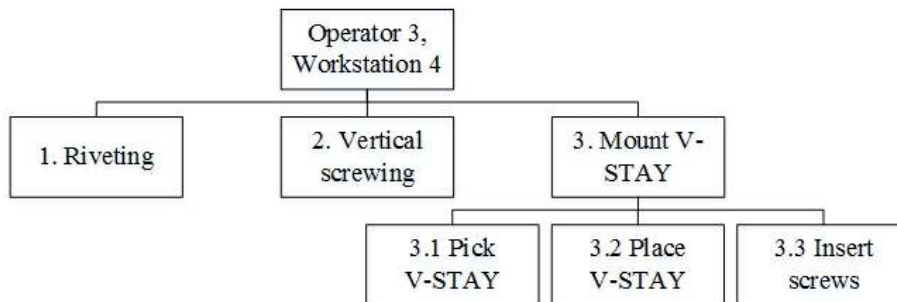 Operator 3,
Workstation 4
1. Riveting
2. Vertical
screwing
3. Mount V-
STAY
3.1 Pick
V-STAY
3.2 Place
V-STAY
3.3 Insert
screws